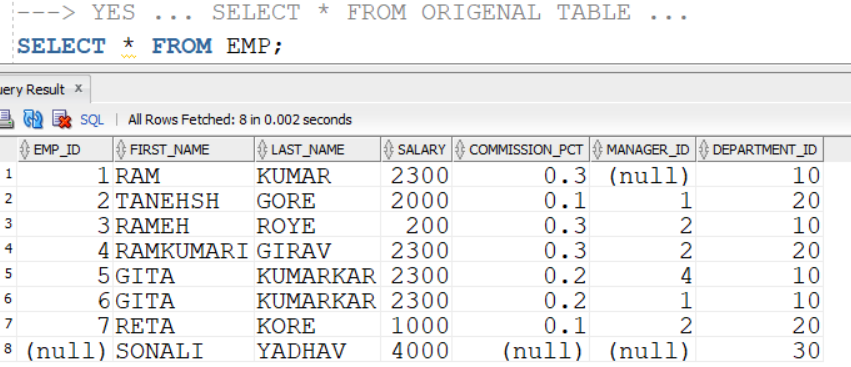 ---> YES ... SELECT * FROM ORIGENAL TABLE ...
SELECT * FROM EMP;
uery Result x
SQL | All Rows Fetched: 8 in 0.002 seconds
EMP_ID FIRST_NAME LAST_NAME SALARY COMMISSION_PCT MANAGER_ID DEPARTMENT_ID
1 1 RAM KUMAR 2300 0.3 (null) 10
2 2 TANEHSH GORE 2000 0.1 1 20
3 3 RAMEH ROYE 200 0.3 2 10
4 4 RAMKUMARI GIRAV 2300 0.3 2 20
5 5 GITA KUMARKAR 2300 0.2 4 10
6 6 GITA KUMARKAR 2300 0.2 1 10
7 7 RETA KORE 1000 0.1 2 20
8 (null) SONALI YADHAV 4000 (null) (null) 30